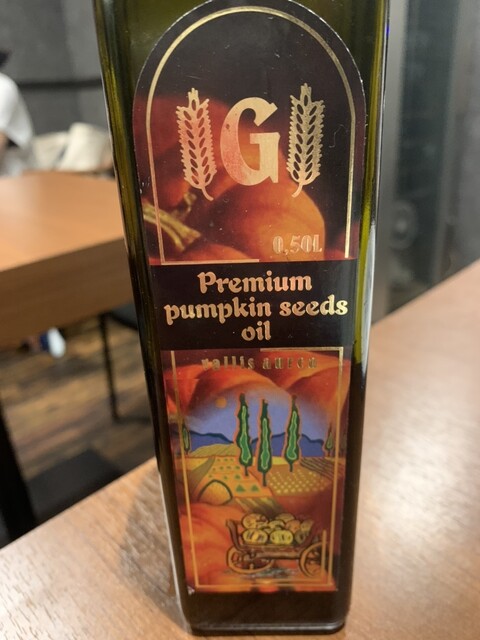 G
0,50L
Premium
pumpkin seeds
oil
vallis aurea